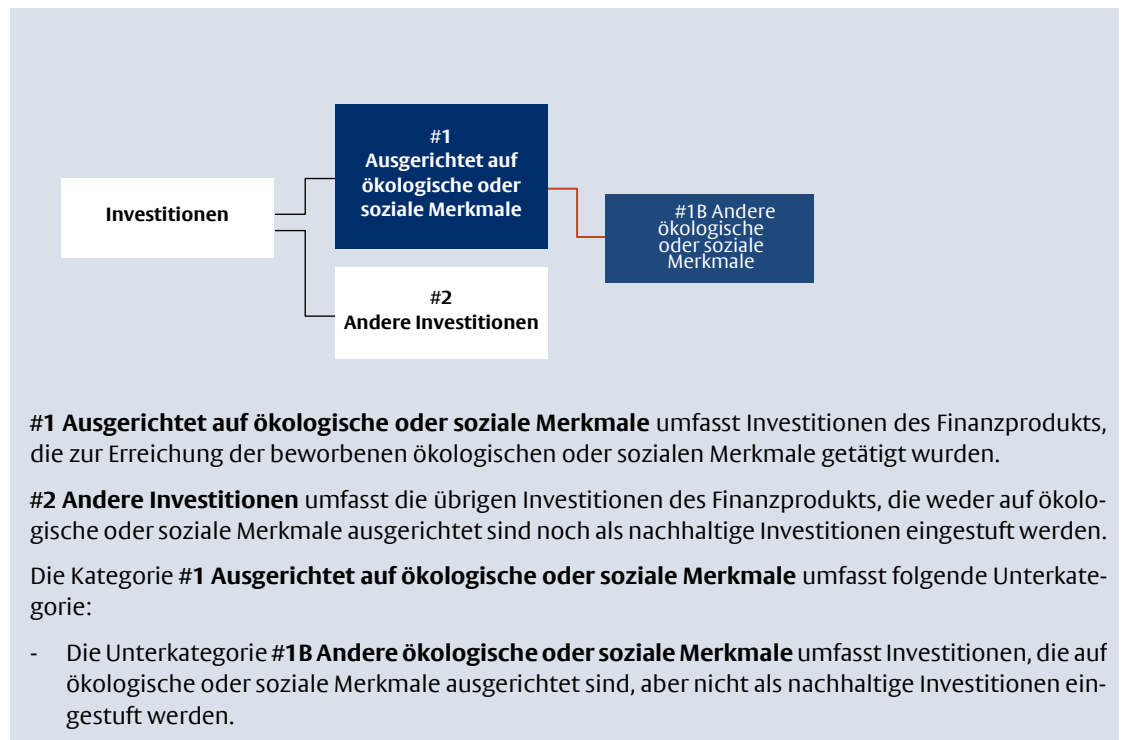 #1
Ausgerichtet auf
ökologische oder
soziale Merkmale
Investitionen
#1B Andere
ökologische
oder soziale
Merkmale
#2
Andere Investitionen
#1 Ausgerichtet auf ökologische oder soziale Merkmale umfasst Investitionen des Finanzprodukts,
die zur Erreichung der beworbenen ökologischen oder sozialen Merkmale getätigt wurden.
#2 Andere Investitionen umfasst die übrigen Investitionen des Finanzprodukts, die weder auf ökolo-
gische oder soziale Merkmale ausgerichtet sind noch als nachhaltige Investitionen eingestuft werden.
Die Kategorie #1 Ausgerichtet auf ökologische oder soziale Merkmale umfasst folgende Unterkate-
gorie:
- Die Unterkategorie #1B Andere ökologische oder soziale Merkmale umfasst Investitionen, die auf
ökologische oder soziale Merkmale ausgerichtet sind, aber nicht als nachhaltige Investitionen ein-
gestuft werden.